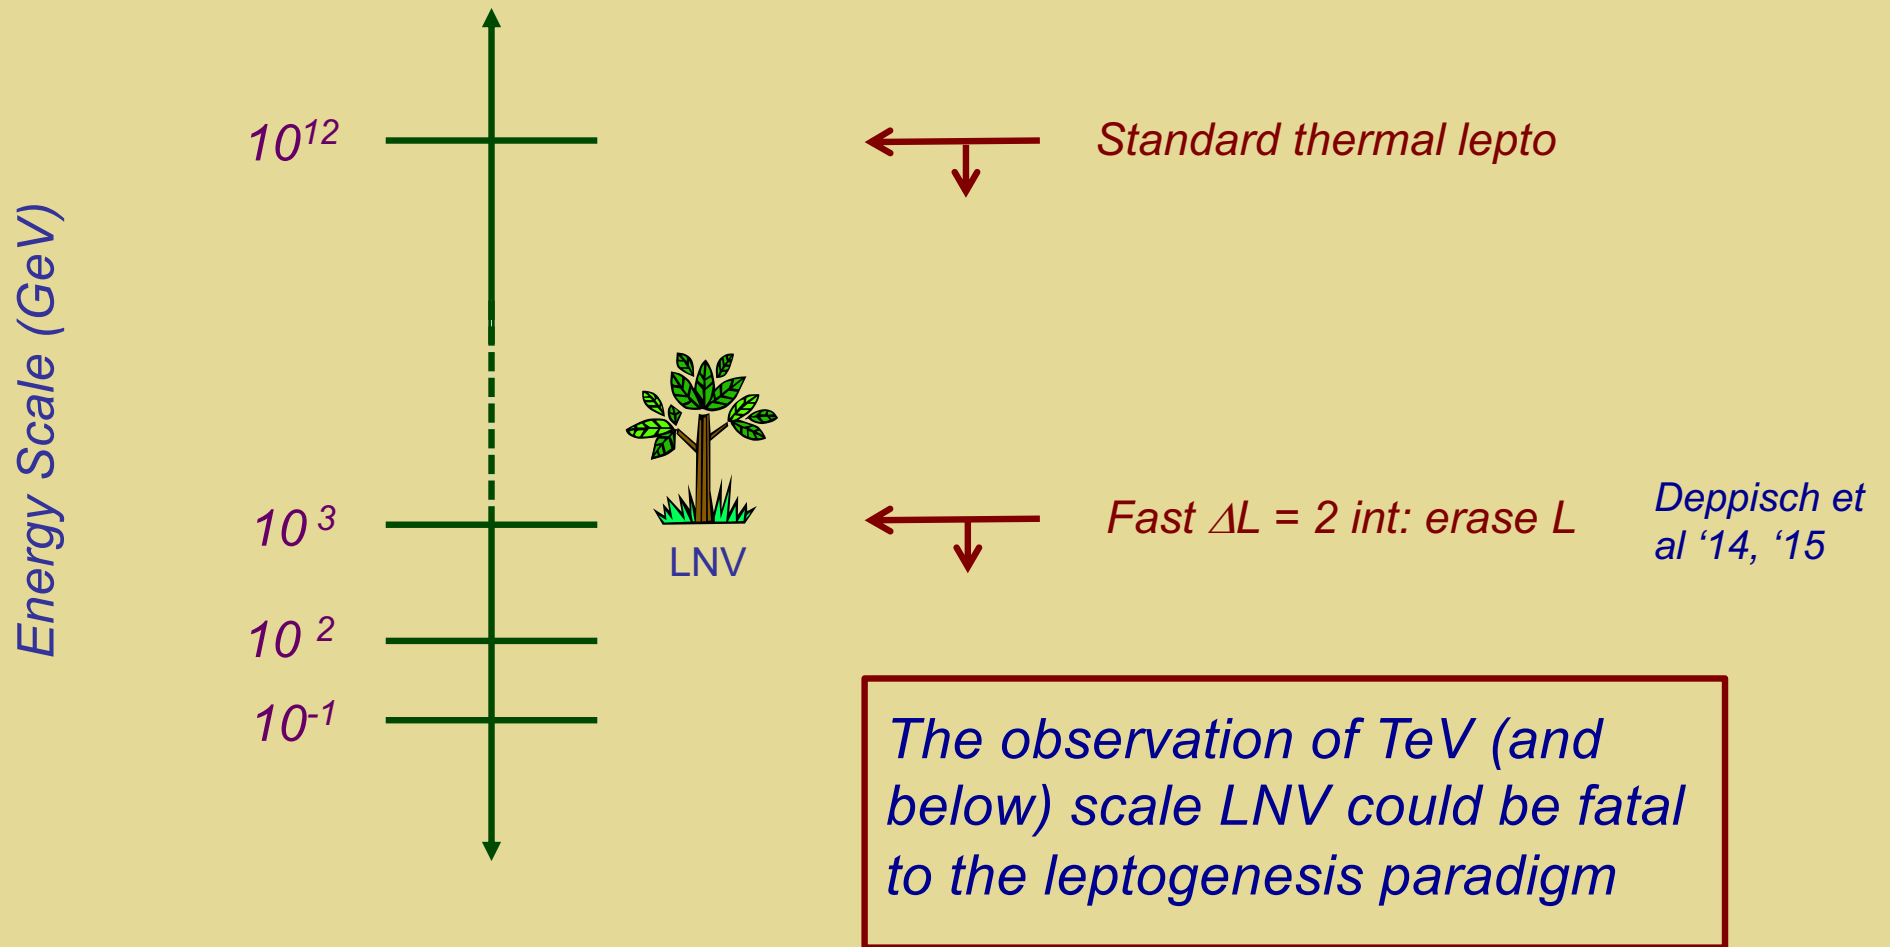 Energy Scale (GeV)
10¹²
Standard thermal lepto
10 ³
LNV
Fast ΔL = 2 int: erase L
Deppisch et
al ‘14, ‘15
10 ²
10⁻¹
The observation of TeV (and
below) scale LNV could be fatal
to the leptogenesis paradigm